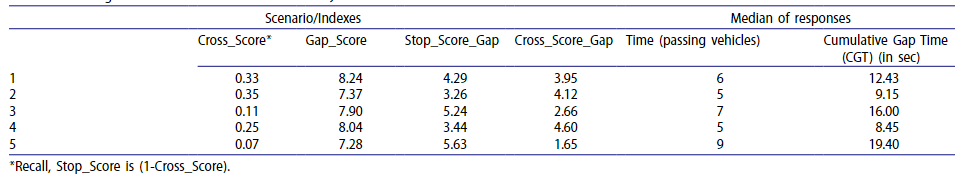 Scenario/Indexes Median of responses
Cross_Score* Gap_Score Stop_Score_Gap Cross_Score_Gap Time (passing vehicles) Cumulative Gap Time
(CGT) (in sec)
1 0.33 8.24 4.29 3.95 6 12.43
2 0.35 7.37 3.26 4.12 5 9.15
3 0.11 7.90 5.24 2.66 7 16.00
4 0.25 8.04 3.44 4.60 5 8.45
5 0.07 7.28 5.63 1.65 9 19.40
*Recall, Stop_Score is (1-Cross_Score).